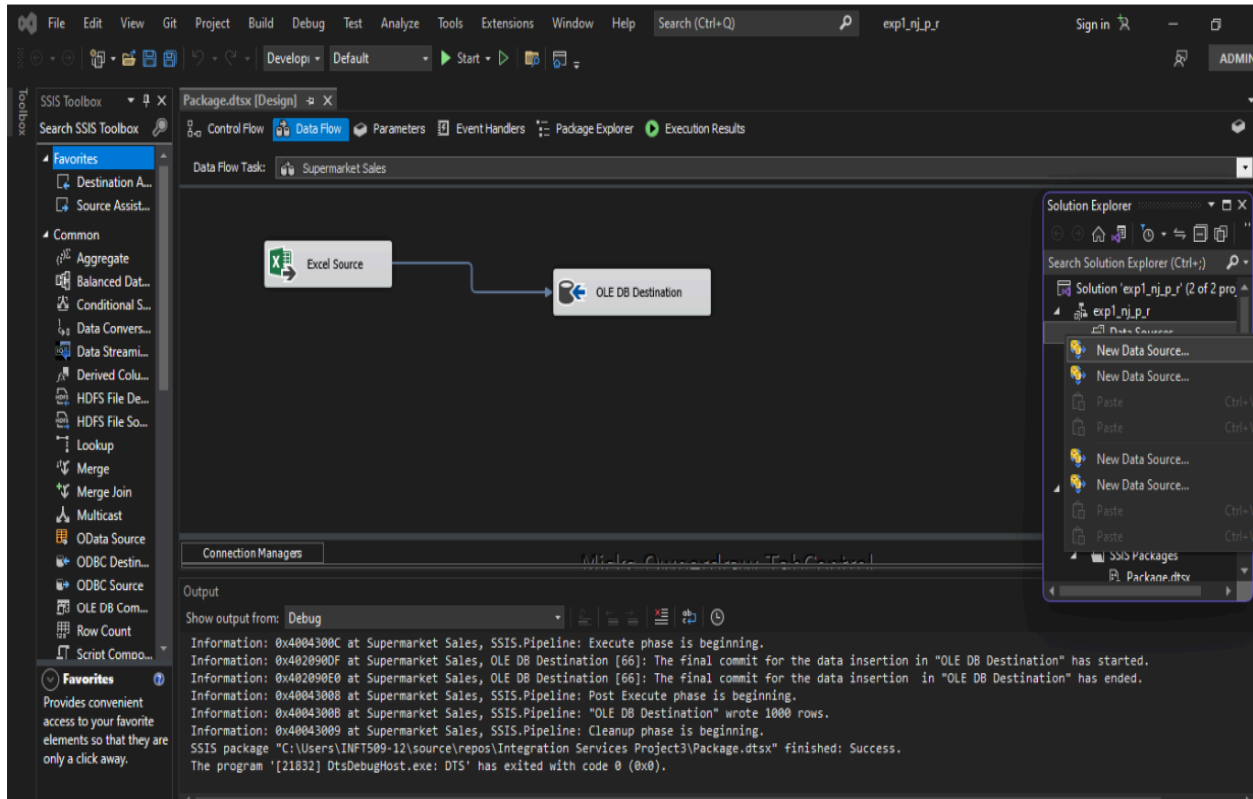 File Edit View Git Project Build Debug Test Analyze Tools Extensions Window Help Search (Ctrl+Q) exp1_nj_p_r Sign in
Develop Default Start ADMIN
Toolbox
SSIS Toolbox
Search SSIS Toolbox
Favorites
Destination A...
Source Assist...
Common
Aggregate
Balanced Dat...
Conditional S...
Data Convers...
Data Streami...
Derived Colu...
HDFS File De...
HDFS File So...
Lookup
Merge
Merge Join
Multicast
OData Source
ODBC Destin...
ODBC Source
OLE DB Com...
Row Count
Script Compo...
Favorites
Provides convenient
access to your favorite
elements so that they are
only a click away.
Package.dtsx [Design]
Control Flow Data Flow Parameters Event Handlers Package Explorer Execution Results
Data Flow Task: Supermarket Sales
Excel Source
OLE DB Destination
Connection Managers
Solution Explorer
Search Solution Explorer (Ctrl+;)
Solution 'exp1_nj_p_r' (2 of 2 pro
exp1_nj_p_r
Data Sources
New Data Source...
New Data Source...
Paste Ctrl+V
Paste Ctrl+V
New Data Source...
New Data Source...
Paste Ctrl+V
Paste Ctrl+V
SSIS Packages
Package.dtsx
Output
Show output from: Debug
Information: 0x4004300C at Supermarket Sales, SSIS.Pipeline: Execute phase is beginning.
Information: 0x402090DF at Supermarket Sales, OLE DB Destination [66]: The final commit for the data insertion in "OLE DB Destination" has started.
Information: 0x402090E0 at Supermarket Sales, OLE DB Destination [66]: The final commit for the data insertion  in "OLE DB Destination" has ended.
Information: 0x40043008 at Supermarket Sales, SSIS.Pipeline: Post Execute phase is beginning.
Information: 0x4004300B at Supermarket Sales, SSIS.Pipeline: "OLE DB Destination" wrote 1000 rows.
Information: 0x40043009 at Supermarket Sales, SSIS.Pipeline: Cleanup phase is beginning.
SSIS package "C:\Users\INFT509-12\source\repos\Integration Services Project3\Package.dtsx" finished: Success.
The program '[21832] DtsDebugHost.exe: DTS' has exited with code 0 (0x0).